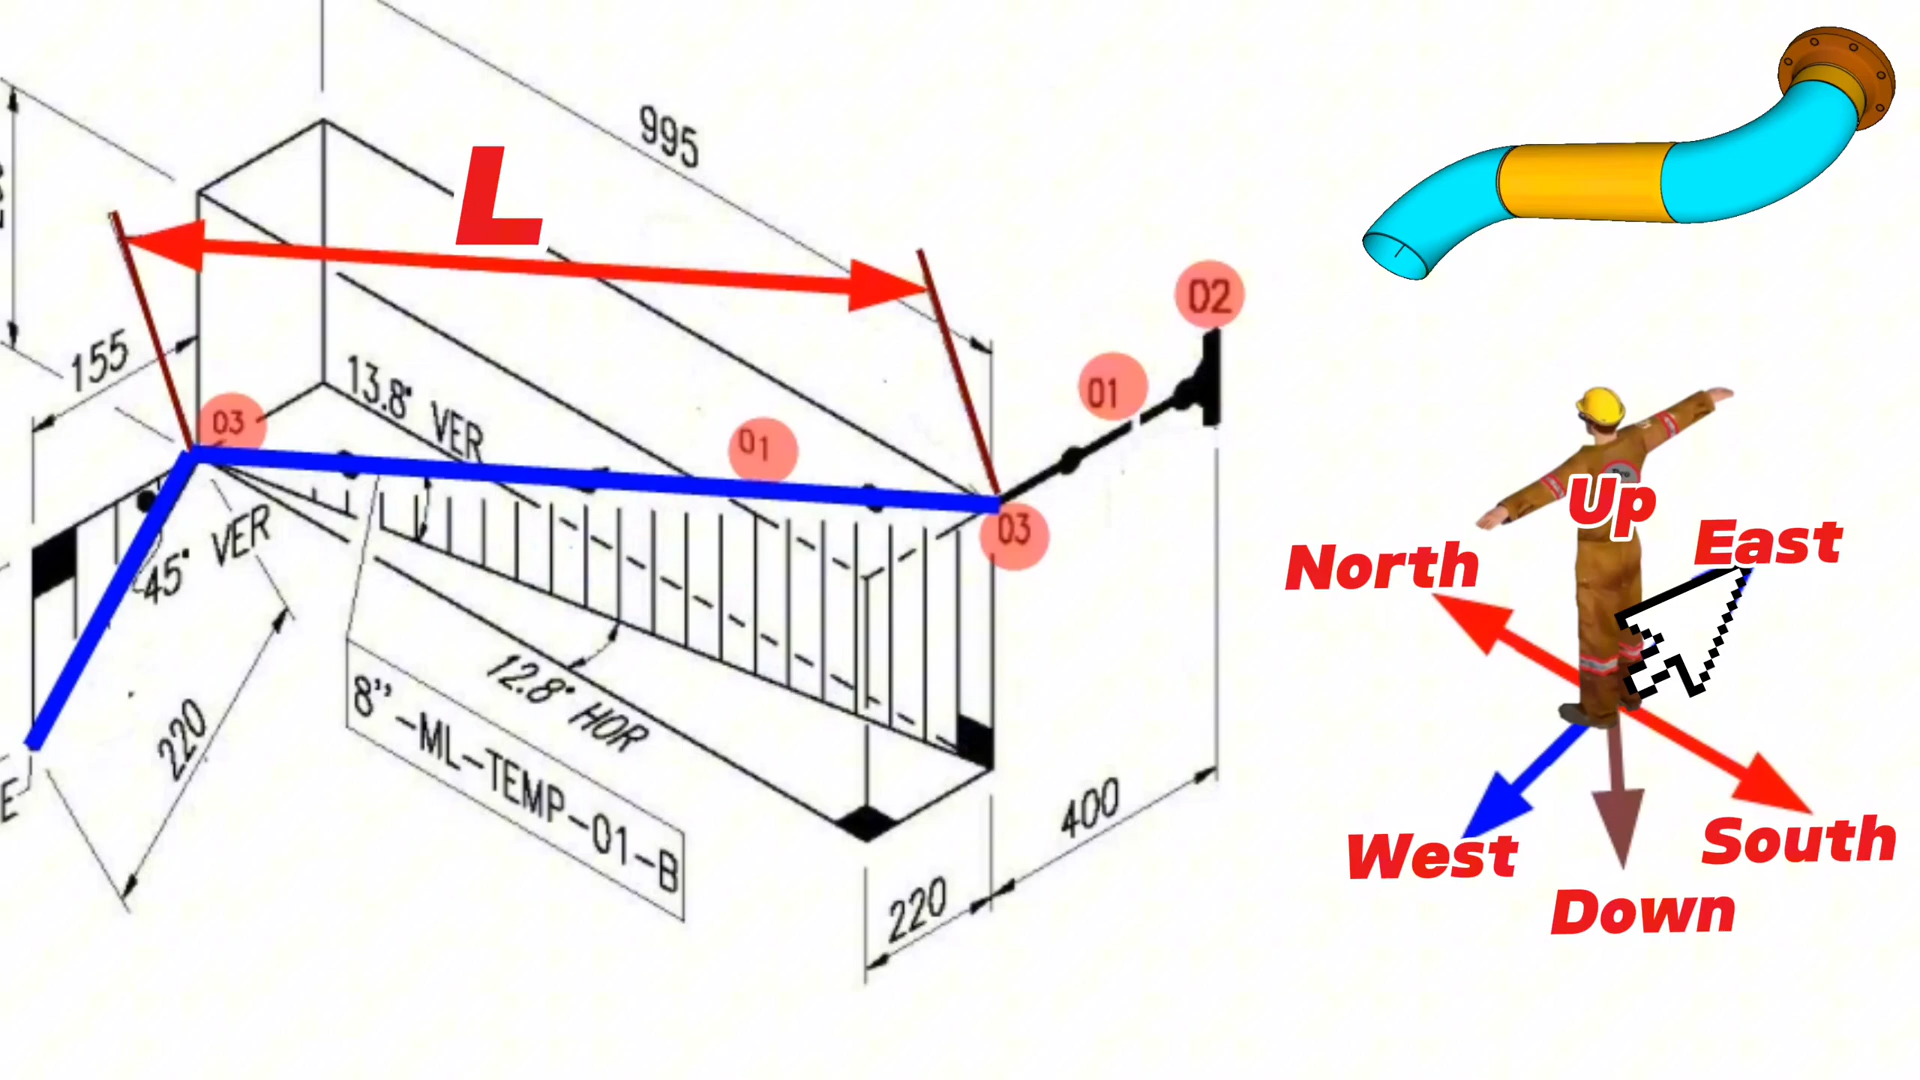 995
L
02
155
01
03
13.8° VER
01
03
Up
East
North
45° VER
12.8° HOR
220
8"-ML-TEMP-01-B
400
220
E
West
South
Down